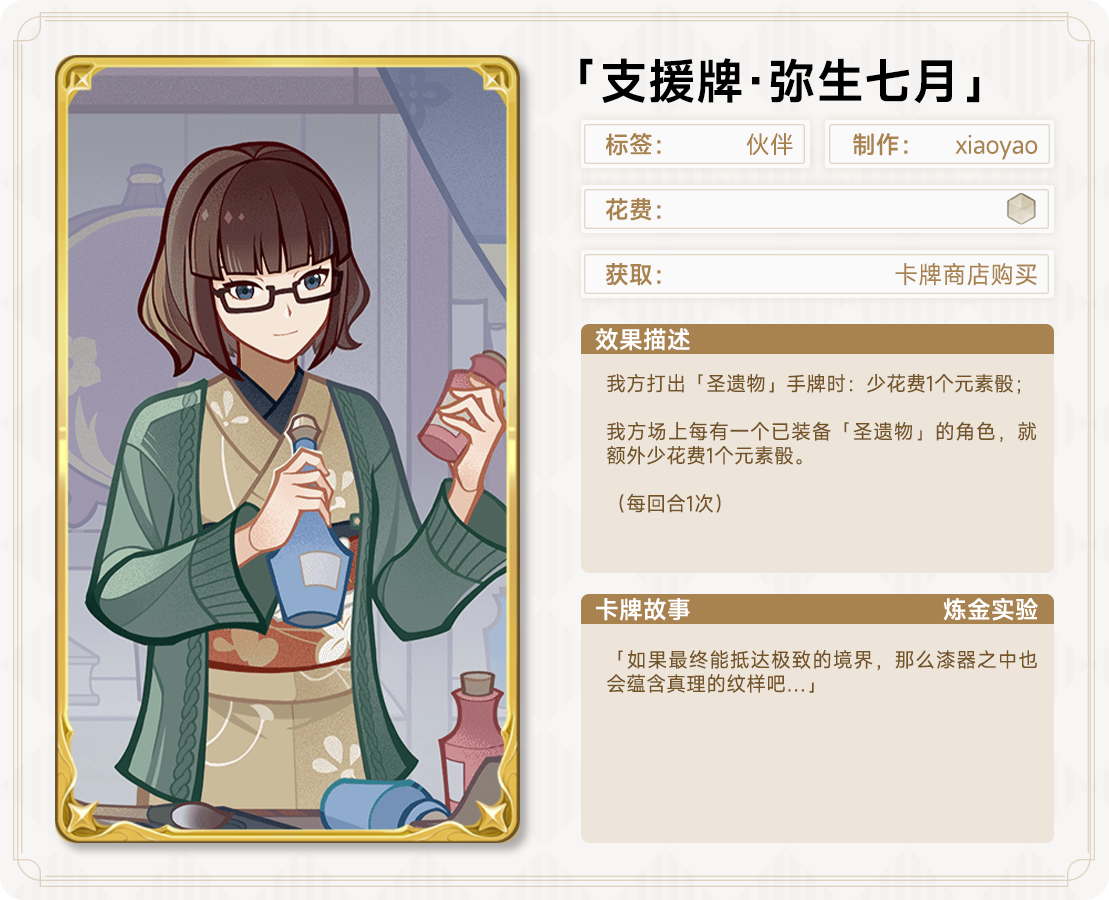 「支援牌·弥生七月」
标签： 伙伴
制作： xiaoyao
花费：
获取： 卡牌商店购买
效果描述
我方打出「圣遗物」手牌时：少花费1个元素骰；
我方场上每有一个已装备「圣遗物」的角色，就
额外少花费1个元素骰。
（每回合1次）
卡牌故事 炼金实验
「如果最终能抵达极致的境界，那么漆器之中也
会蕴含真理的纹样吧...」